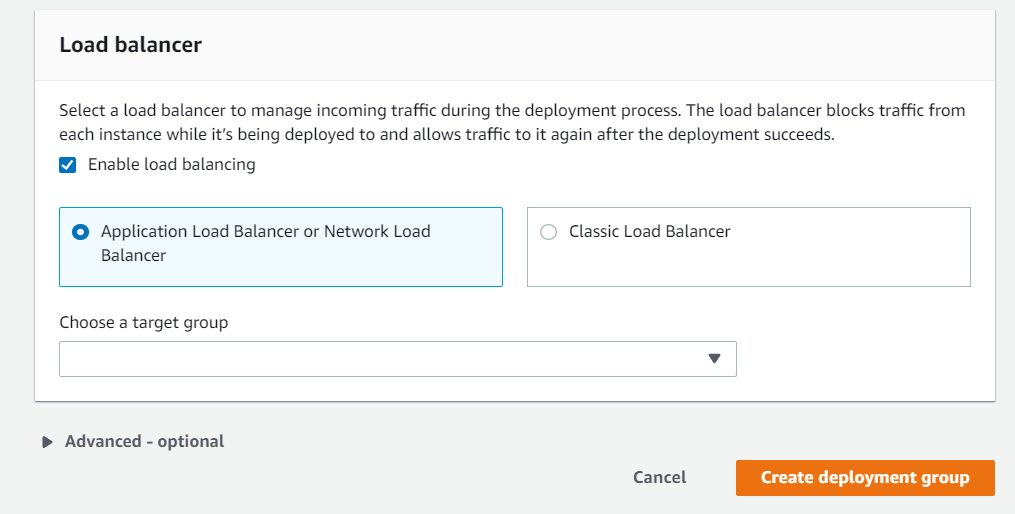 Load balancer
Select a load balancer to manage incoming traffic during the deployment process. The load balancer blocks traffic from
each instance while it's being deployed to and allows traffic to it again after the deployment succeeds.
Enable load balancing
Application Load Balancer or Network Load
Balancer
Classic Load Balancer
Choose a target group
Advanced - optional
Cancel
Create deployment group